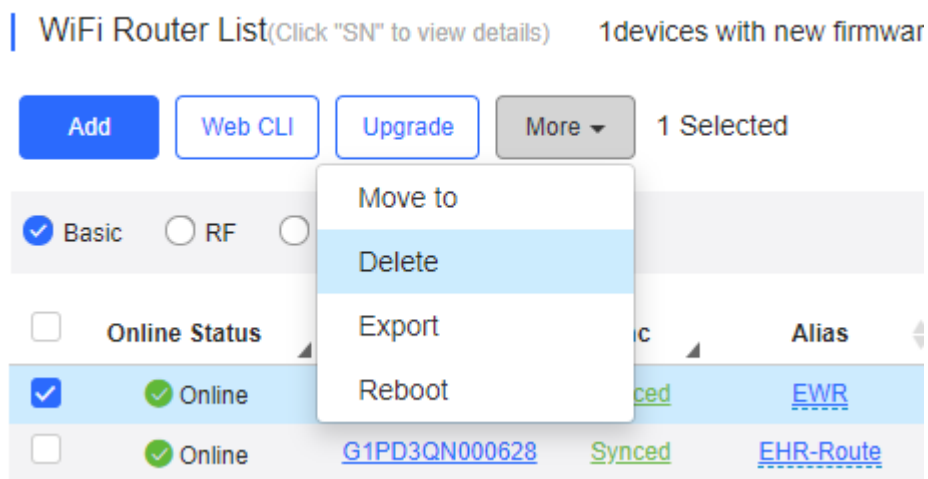 WiFi Router List(Click "SN" to view details) 1devices with new firmwar
Add Web CLI Upgrade More 1 Selected
Move to
Basic RF
Delete
Export
Online Status Alias
Reboot
Online EWR
Online G1PD3QN000628 Synced EHR-Route